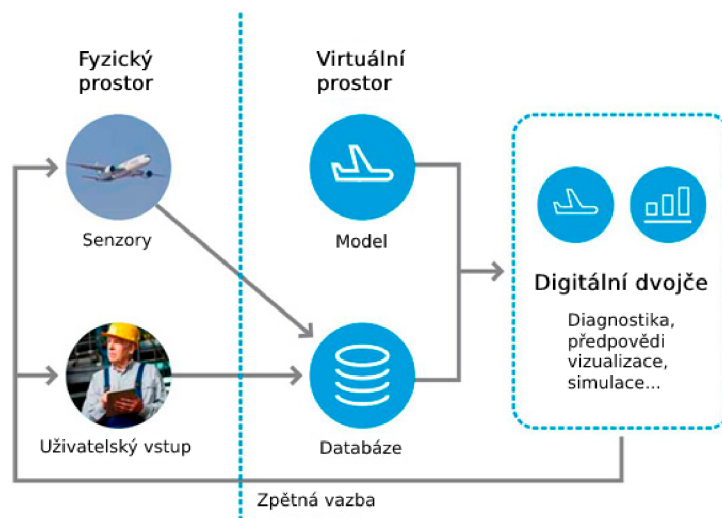 Fyzický
prostor
Virtuální
prostor
Senzory
Model
Digitální dvojče
Diagnostika,
předpovědi
vizualizace,
simulace...
Uživatelský vstup
Databáze
Zpětná vazba